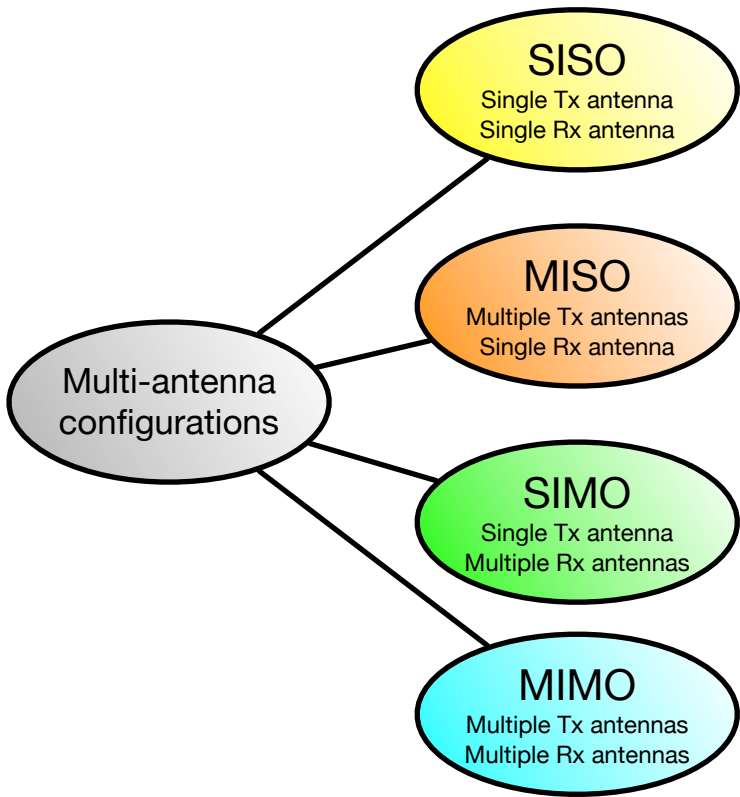 SISO
Single Tx antenna
Single Rx antenna
MISO
Multiple Tx antennas
Single Rx antenna
Multi-antenna
configurations
SIMO
Single Tx antenna
Multiple Rx antennas
MIMO
Multiple Tx antennas
Multiple Rx antennas